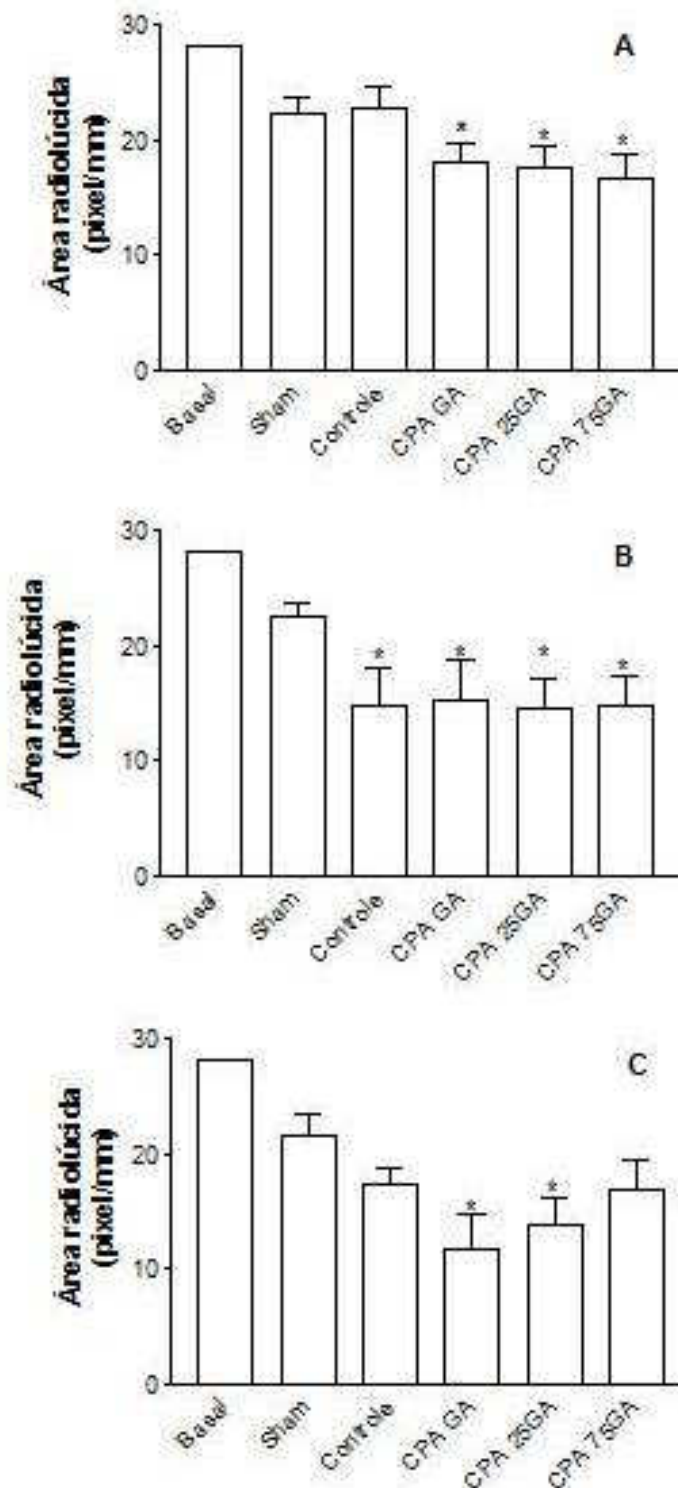 A
Área radiolúcida
(pixel/mm)
30
20
10
0
*
*
*
Basal
Sham
Controle
CPA GA
CPA 25GA
CPA 75GA
B
Área radiolúcida
(pixel/mm)
30
20
10
0
*
*
*
*
Basal
Sham
Controle
CPA GA
CPA 25GA
CPA 75GA
C
Área radiolúcida
(pixel/mm)
30
20
10
0
*
*
Basal
Sham
Controle
CPA GA
CPA 25GA
CPA 75GA